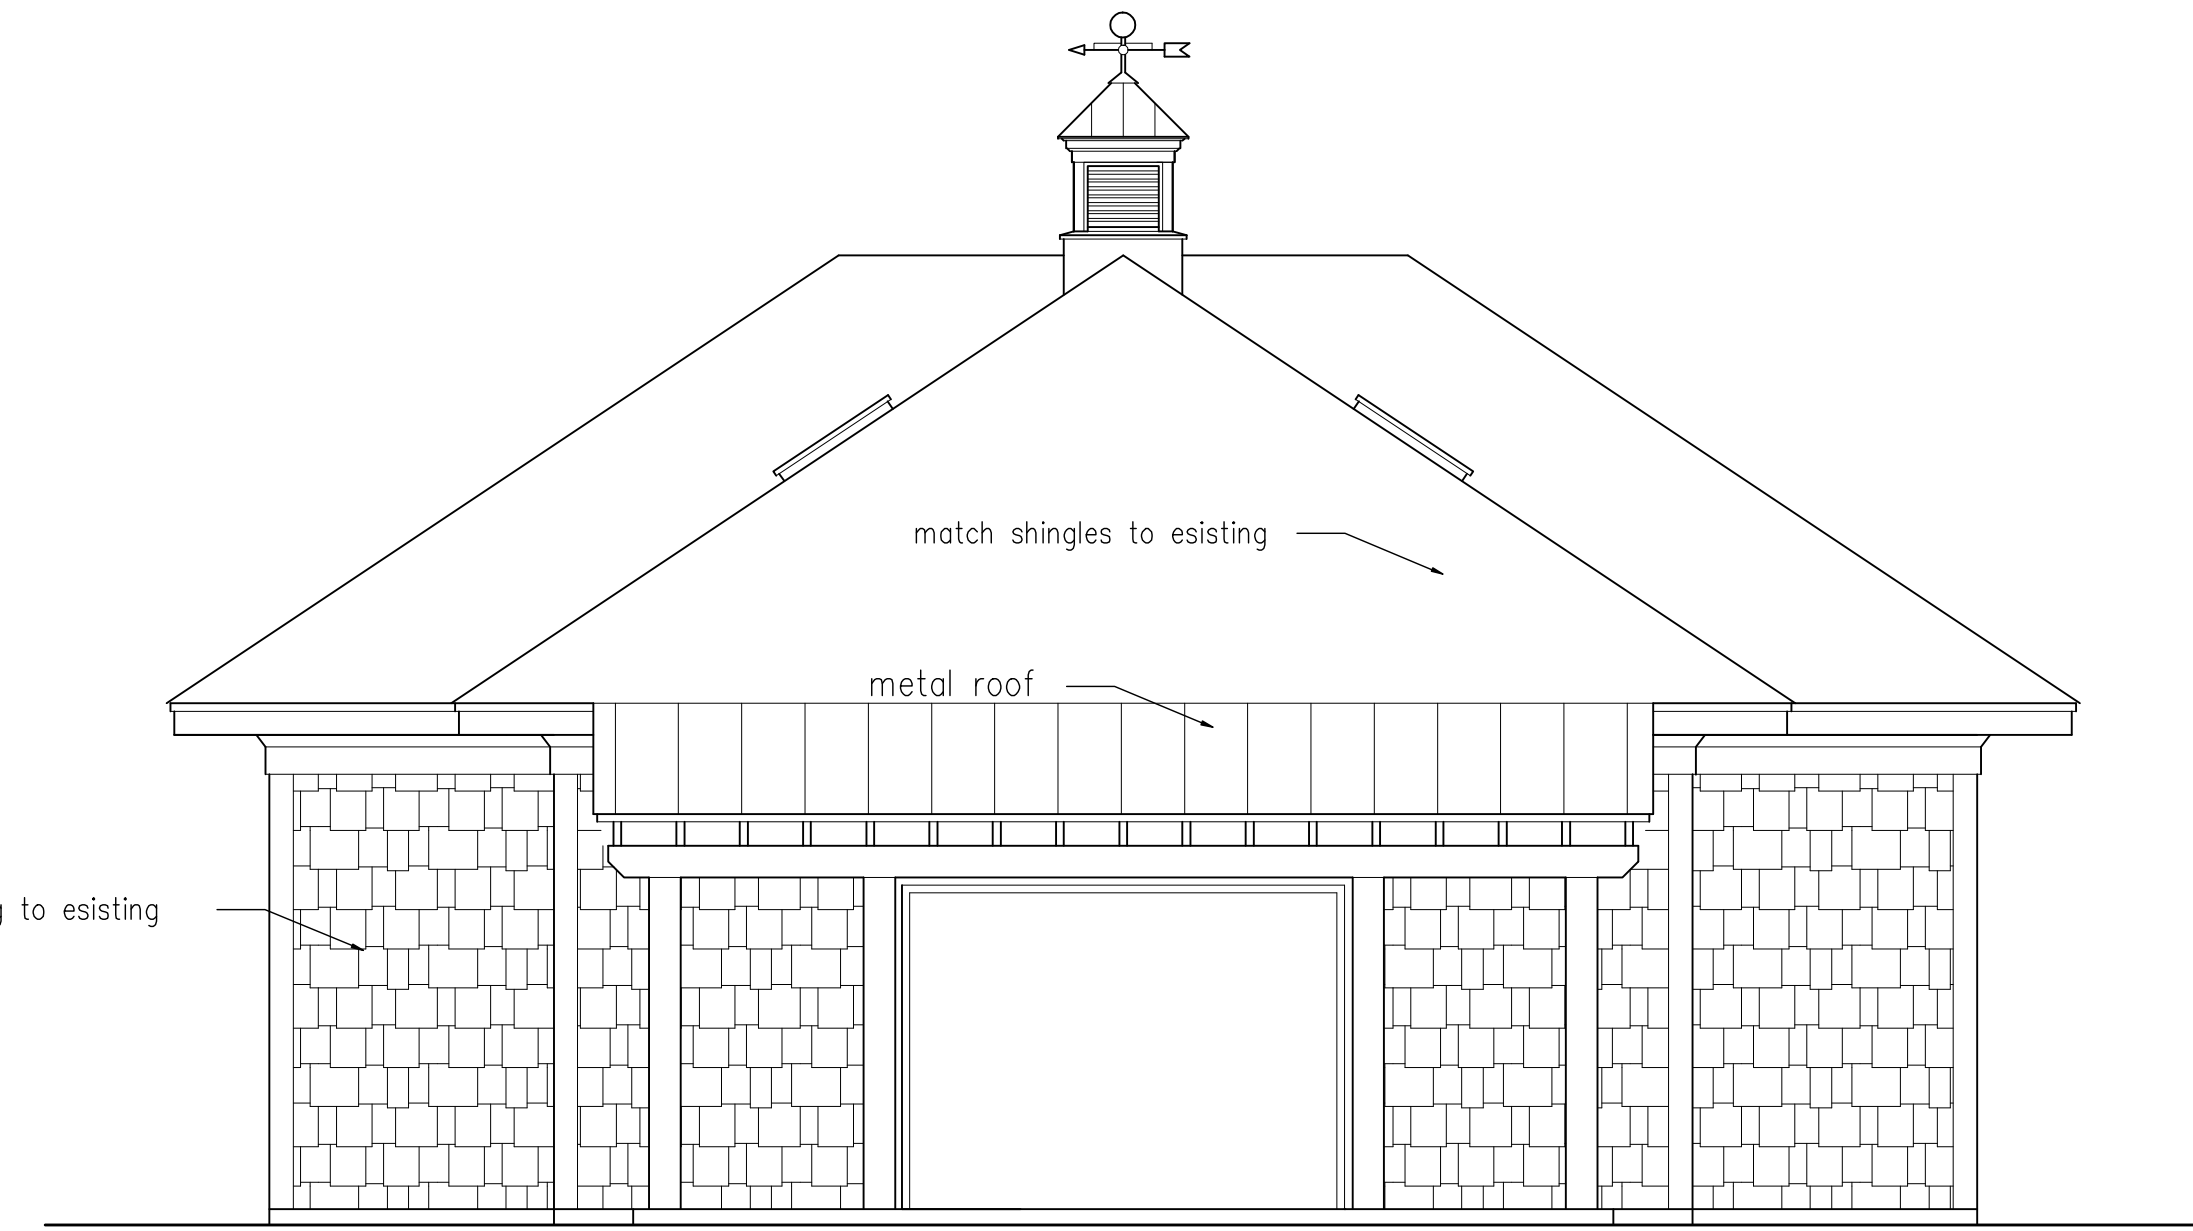 match shingles to esisting
metal roof
to esisting